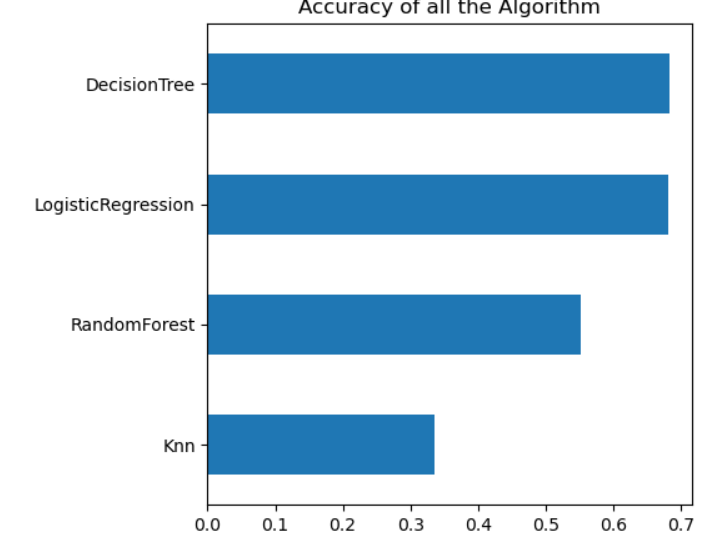 Accuracy of all the Algorithm
DecisionTree
LogisticRegression
RandomForest
Knn
0.0 0.1 0.2 0.3 0.4 0.5 0.6 0.7